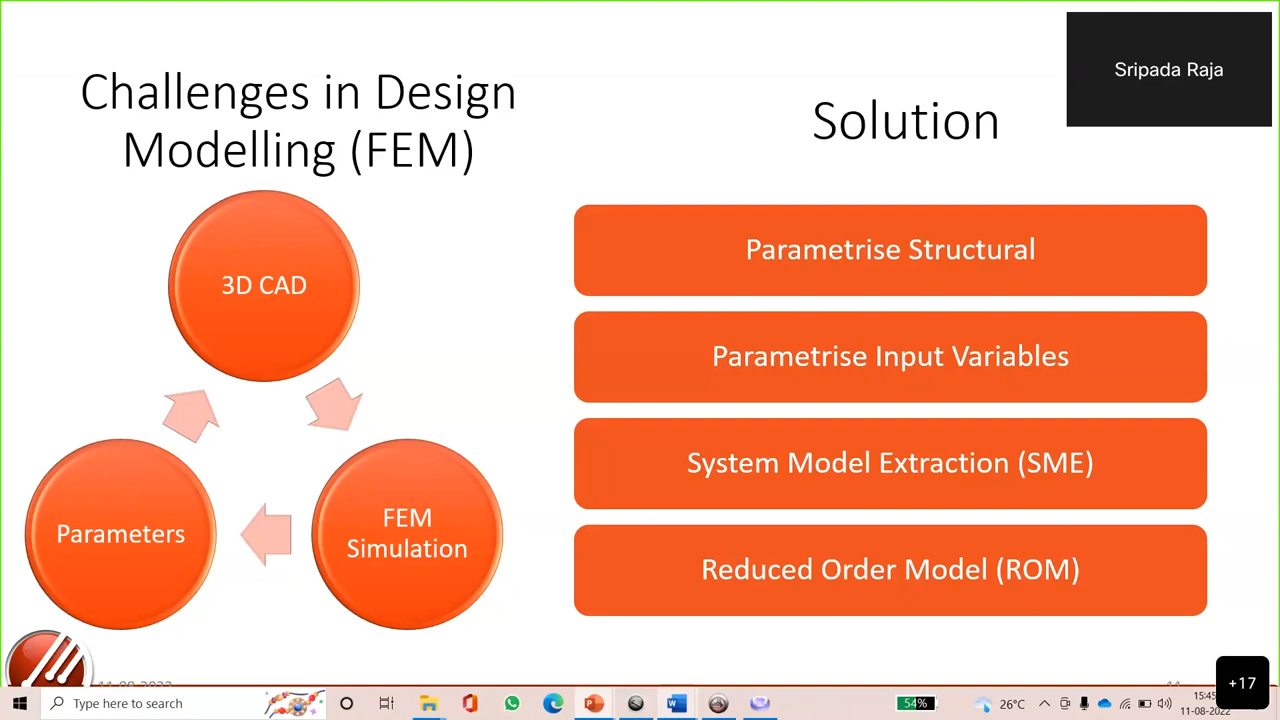 Challenges in Design
Modelling (FEM)
Solution
Sripada Raja
3D CAD
FEM
Simulation
Parameters
Parametrise Structural
Parametrise Input Variables
System Model Extraction (SME)
Reduced Order Model (ROM)
+17
Type here to search
54%
26°C
15:45
11-08-2022